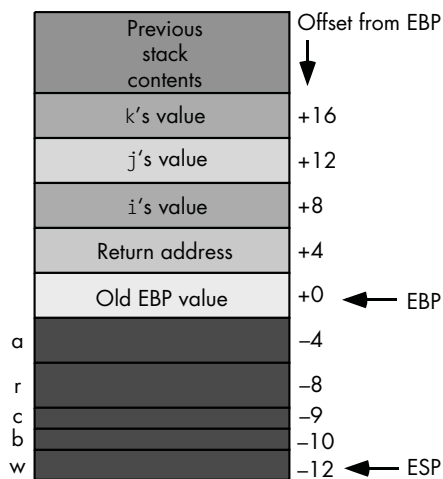 Previous
stack
contents
Offset from EBP
k's value
+16
j's value
+12
i's value
+8
Return address
+4
Old EBP value
+0
EBP
a
–4
r
–8
c
–9
b
–10
w
–12
ESP